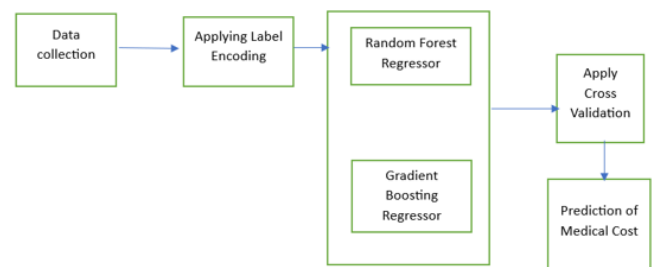 Data
collection
Applying Label
Encoding
Random Forest
Regressor
Gradient
Boosting
Regressor
Apply
Cross
Validation
Prediction of
Medical Cost